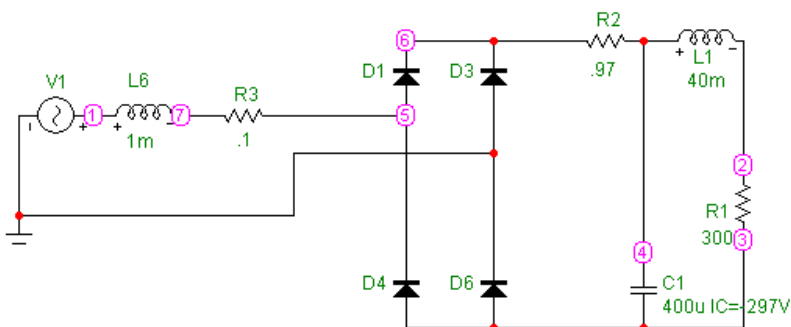 R2
6
V1
L6
D1
D3
+
L1
-
R3
.97
40m
1
7
5
+
1m
.1
2
R1
300
3
4
D4
D6
C1
400u IC=-297V